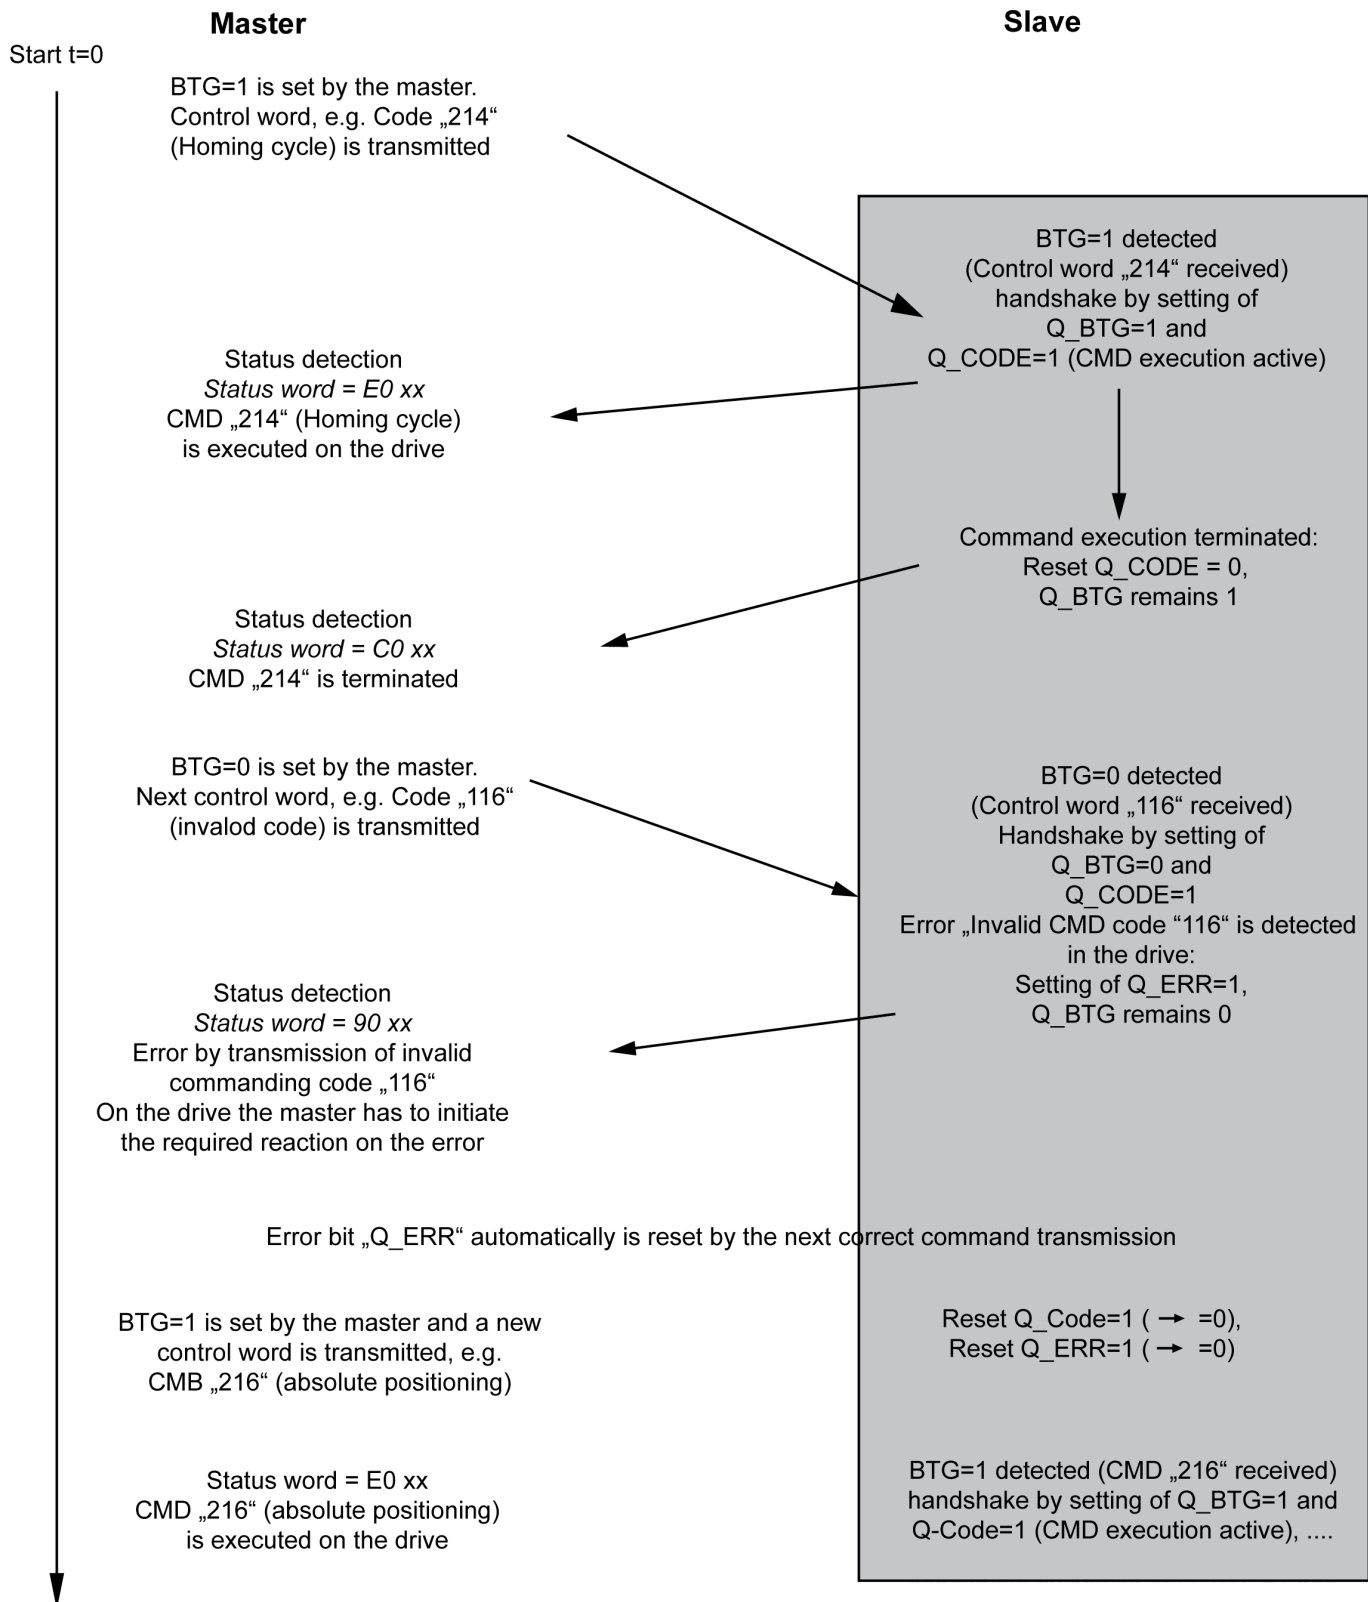 Master
Slave
Start t=0
BTG=1 is set by the master.
Control word, e.g. Code „214“
(Homing cycle) is transmitted
BTG=1 detected
(Control word „214“ received)
handshake by setting of
Q_BTG=1 and
Q_CODE=1 (CMD execution active)
Status detection
Status word = E0 xx
CMD „214“ (Homing cycle)
is executed on the drive
Command execution terminated:
Reset Q_CODE = 0,
Q_BTG remains 1
Status detection
Status word = C0 xx
CMD „214“ is terminated
BTG=0 is set by the master.
Next control word, e.g. Code „116“
(invalod code) is transmitted
BTG=0 detected
(Control word „116“ received)
Handshake by setting of
Q_BTG=0 and
Q_CODE=1
Error „Invalid CMD code “116“ is detected
in the drive:
Setting of Q_ERR=1,
Q_BTG remains 0
Status detection
Status word = 90 xx
Error by transmission of invalid
commanding code „116“
On the drive the master has to initiate
the required reaction on the error
Error bit „Q_ERR“ automatically is reset by the next correct command transmission
BTG=1 is set by the master and a new
control word is transmitted, e.g.
CMB „216“ (absolute positioning)
Reset Q_Code=1 ( → =0),
Reset Q_ERR=1 ( → =0)
Status word = E0 xx
CMD „216“ (absolute positioning)
is executed on the drive
BTG=1 detected (CMD „216“ received)
handshake by setting of Q_BTG=1 and
Q-Code=1 (CMD execution active), ....